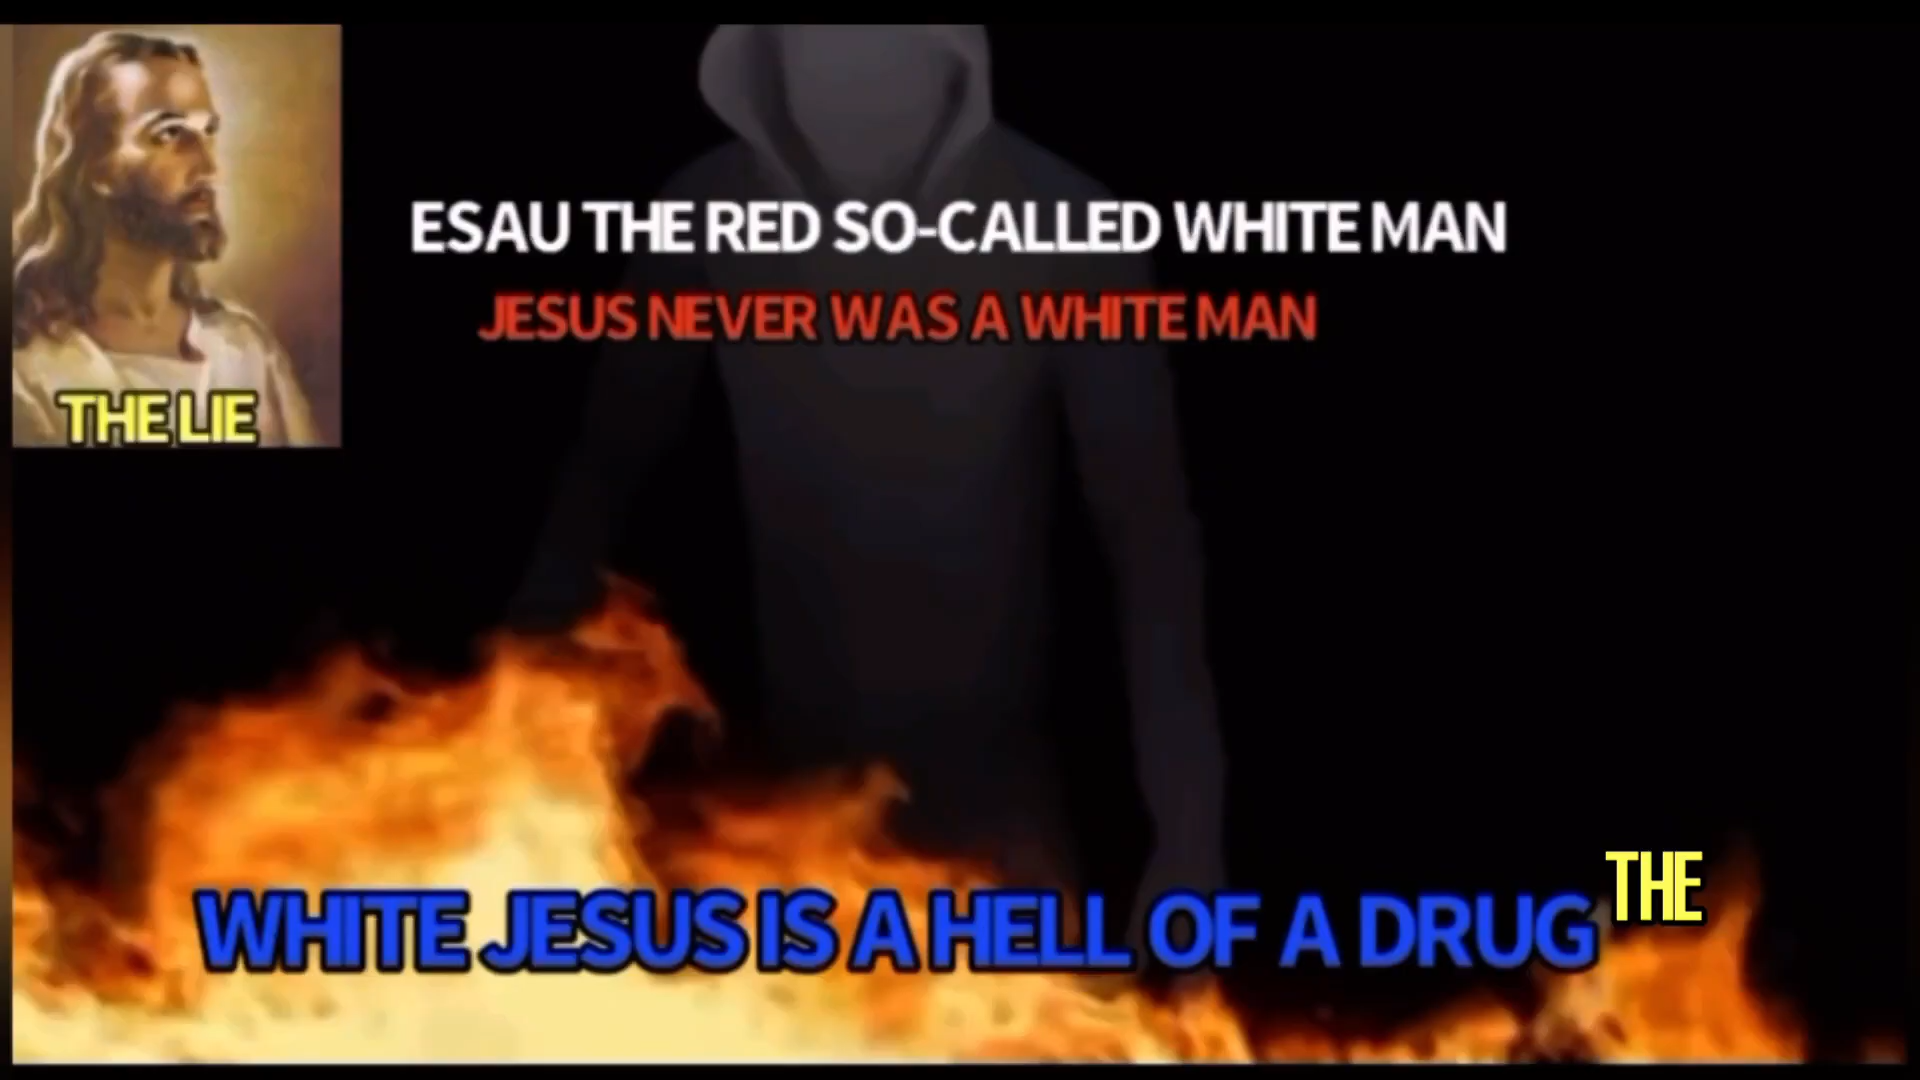 ESAU THE RED SO-CALLED WHITE MAN
JESUS NEVER WAS A WHITE MAN
THE LIE
THE
WHITE JESUS IS A HELL OF A DRUG